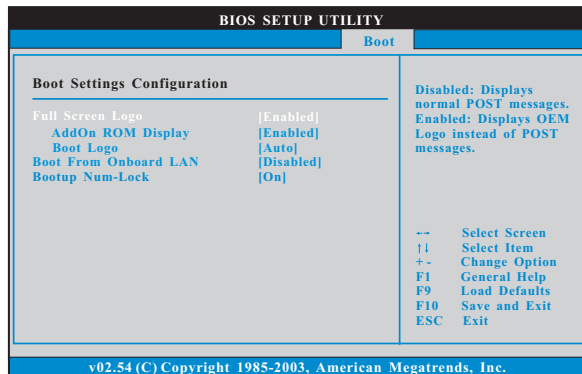 BIOS SETUP UTILITY
Boot
Boot Settings Configuration
Full Screen Logo [Enabled]
AddOn ROM Display [Enabled]
Boot Logo [Auto]
Boot From Onboard LAN [Disabled]
Bootup Num-Lock [On]
Disabled: Displays
normal POST messages.
Enabled: Displays OEM
Logo instead of POST
messages.
←→ Select Screen
↑↓ Select Item
+ - Change Option
F1 General Help
F9 Load Defaults
F10 Save and Exit
ESC Exit
v02.54 (C) Copyright 1985-2003, American Megatrends, Inc.